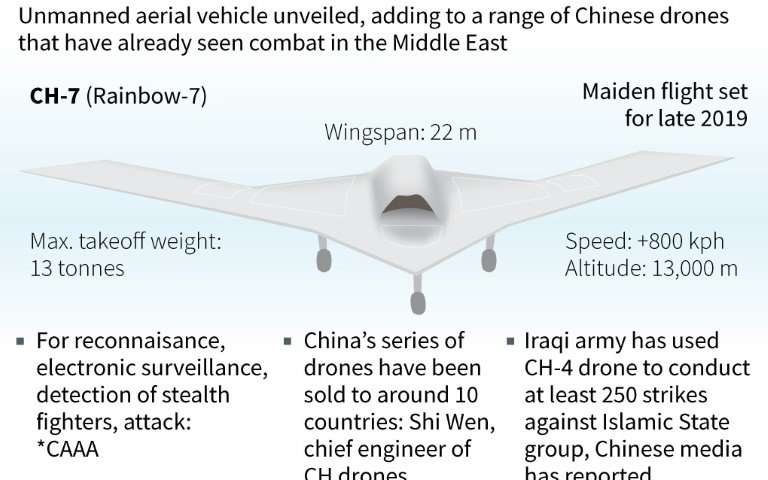 Unmanned aerial vehicle unveiled, adding to a range of Chinese drones
that have already seen combat in the Middle East
CH-7 (Rainbow-7)
Maiden flight set
for late 2019
Wingspan: 22 m
Max. takeoff weight:
13 tonnes
Speed: +800 kph
Altitude: 13,000 m
For reconnaisance,
electronic surveillance,
detection of stealth
fighters, attack:
*CAAA
China’s series of
drones have been
sold to around 10
countries: Shi Wen,
chief engineer of
CH drones
Iraqi army has used
CH-4 drone to conduct
at least 250 strikes
against Islamic State
group, Chinese media
has reported